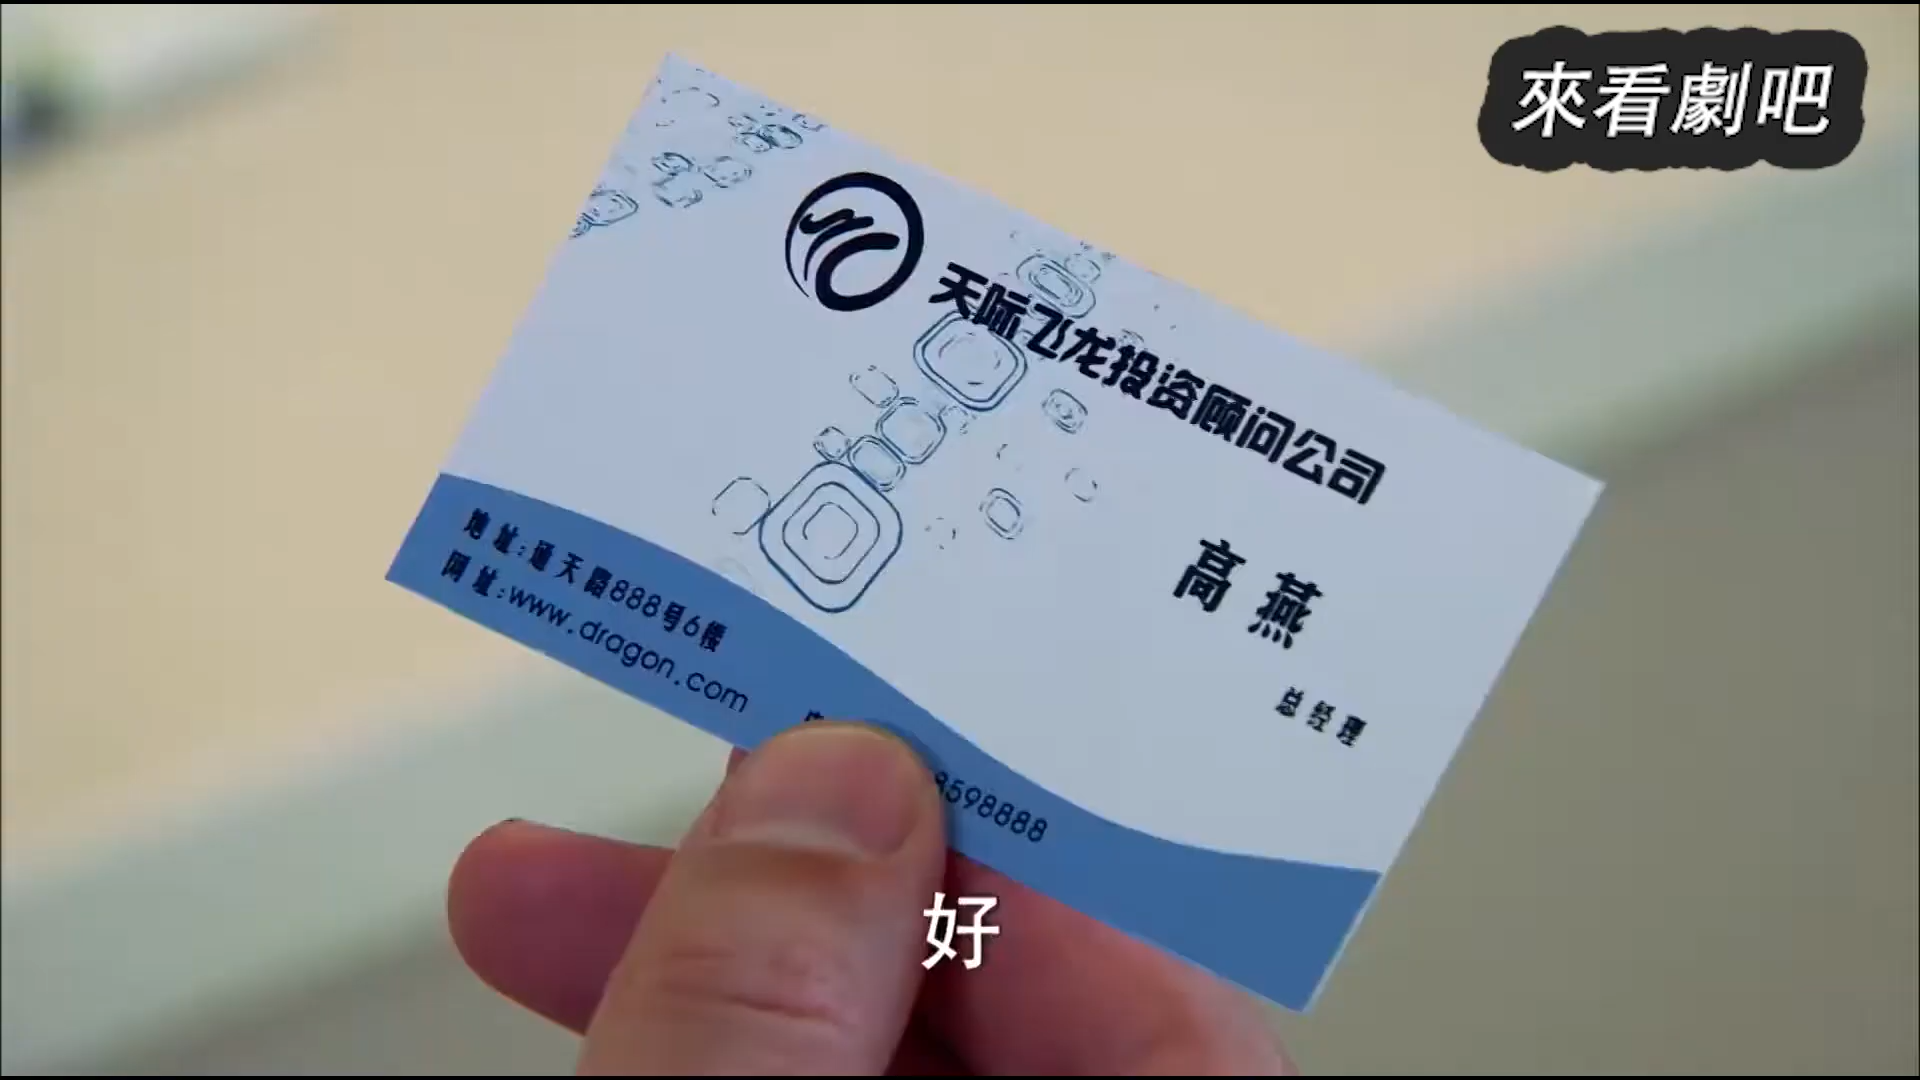 來看劇吧
天际飞龙投资顾问公司
高燕
总经理
地址:通天路888号6楼
网址:www.dragon.com
8598888
好